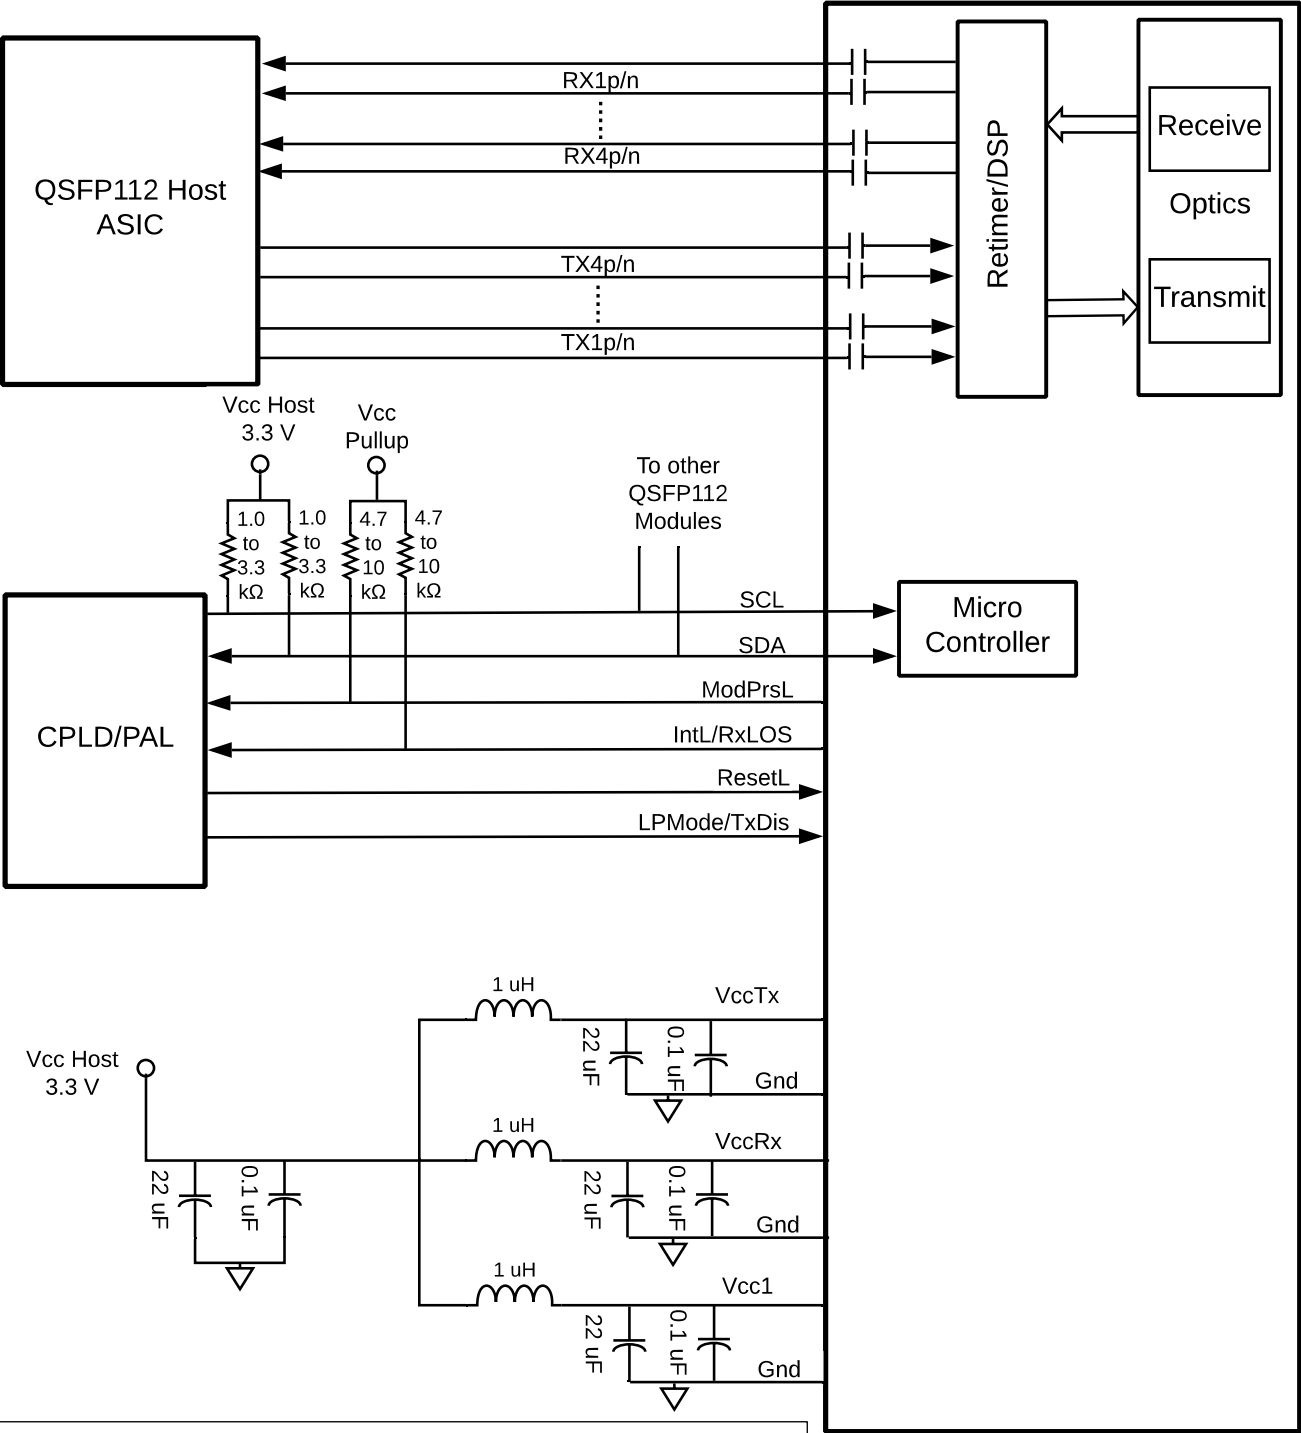 QSFP112 Host
ASIC
RX1p/n
RX4p/n
TX4p/n
TX1p/n
Retimer/DSP
Receive
Optics
Transmit
Vcc Host
3.3 V
Vcc
Pullup
1.0
to
3.3
kΩ
1.0
to
3.3
kΩ
4.7
to
10
kΩ
4.7
to
10
kΩ
To other
QSFP112
Modules
SCL
SDA
ModPrsL
IntL/RxLOS
ResetL
LPMode/TxDis
CPLD/PAL
Micro
Controller
Vcc Host
3.3 V
22 uF
0.1 uF
1 uH
VccTx
22 uF
0.1 uF
Gnd
1 uH
VccRx
22 uF
0.1 uF
Gnd
1 uH
Vcc1
22 uF
0.1 uF
Gnd